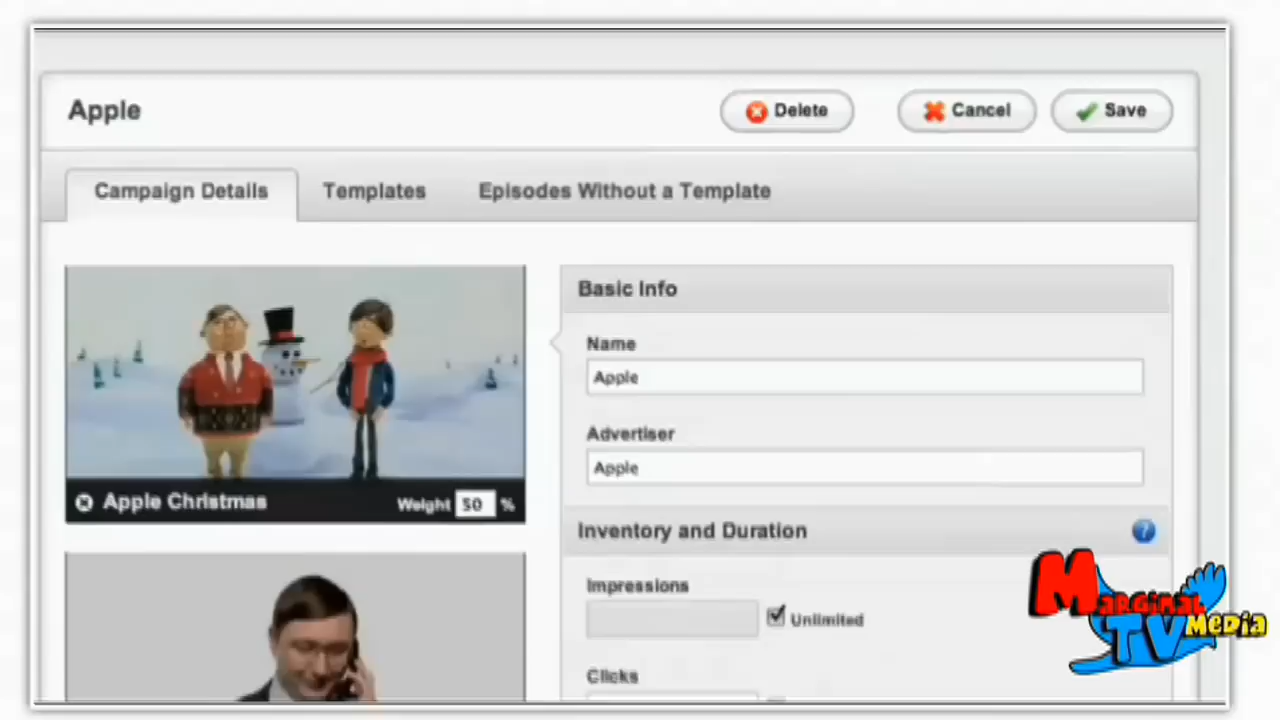 Apple
Delete
Cancel
Save
Campaign Details
Templates
Episodes Without a Template
Apple Christmas
Weight 50 %
Basic Info
Name
Apple
Advertiser
Apple
Inventory and Duration
?
Impressions
Unlimited
Clicks
Marginal
TV Media